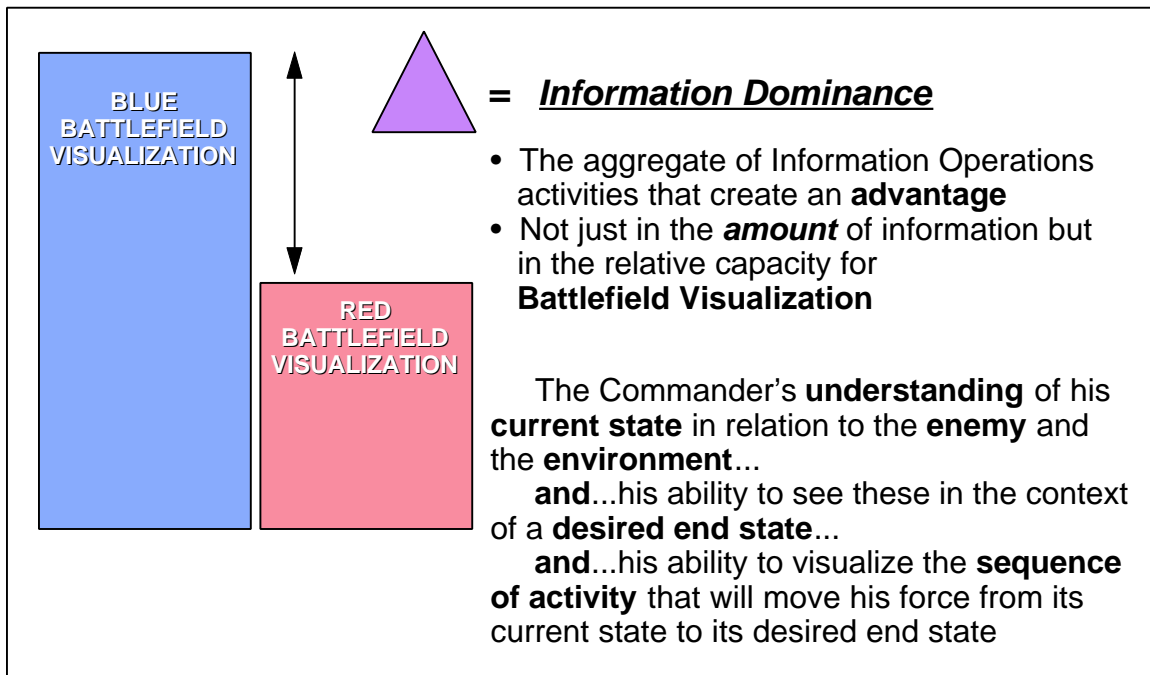 BLUE
BATTLEFIELD
VISUALIZATION
RED
BATTLEFIELD
VISUALIZATION
= Information Dominance
• The aggregate of Information Operations
activities that create an advantage
• Not just in the amount of information but
in the relative capacity for
Battlefield Visualization
The Commander’s understanding of his
current state in relation to the enemy and
the environment...
and...his ability to see these in the context
of a desired end state...
and...his ability to visualize the sequence
of activity that will move his force from its
current state to its desired end state